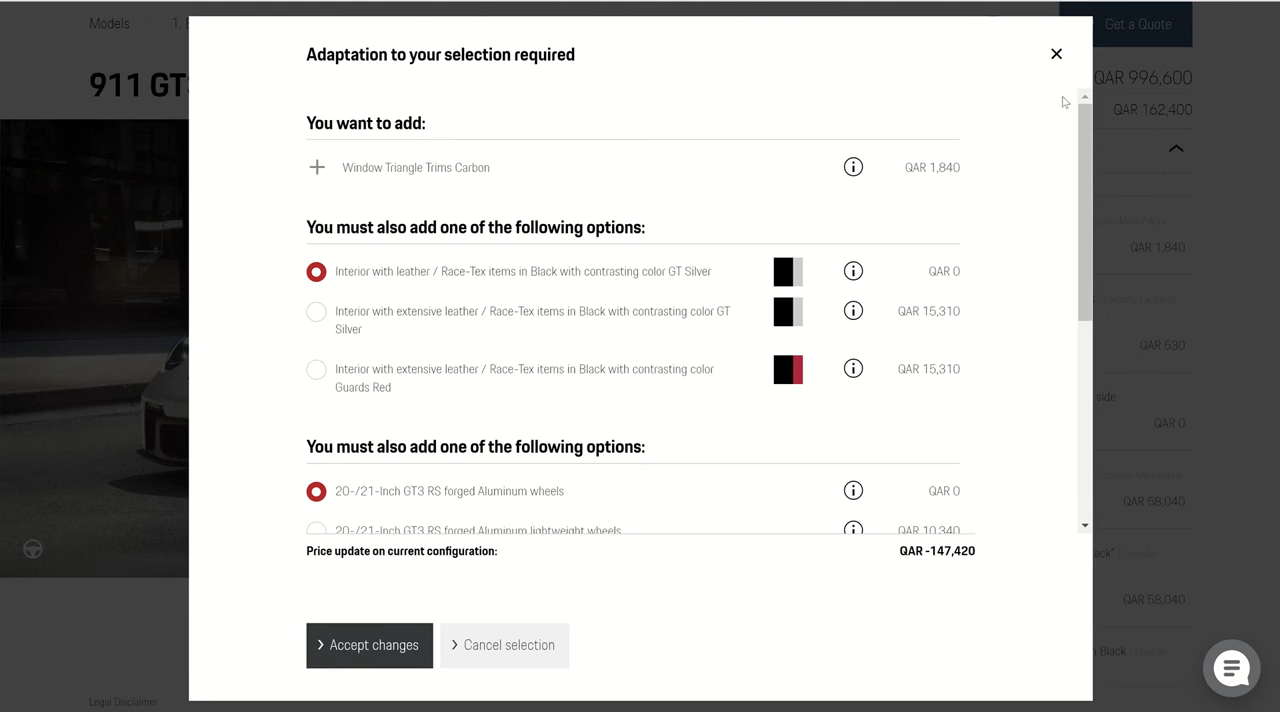 Models
1.
Get a Quote
911 GT
QAR 996,600
QAR 162,400
Adaptation to your selection required
You want to add:
Window Triangle Trims Carbon
QAR 1,840
You must also add one of the following options:
Interior with leather / Race-Tex items in Black with contrasting color GT Silver
QAR 0
Interior with extensive leather / Race-Tex items in Black with contrasting color GT
Silver
QAR 15,310
Interior with extensive leather / Race-Tex items in Black with contrasting color
Guards Red
QAR 15,310
You must also add one of the following options:
20-/21-Inch GT3 RS forged Aluminum wheels
QAR 0
20-/21-Inch GT3 RS forged Aluminum lightweight wheels
QAR 10,340
Price update on current configuration:
QAR -147,420
Accept changes
Cancel selection
QAR 1,840
QAR 530
side
QAR 0
QAR 58,040
ack"
QAR 58,040
n Black
Legal Disclaimer